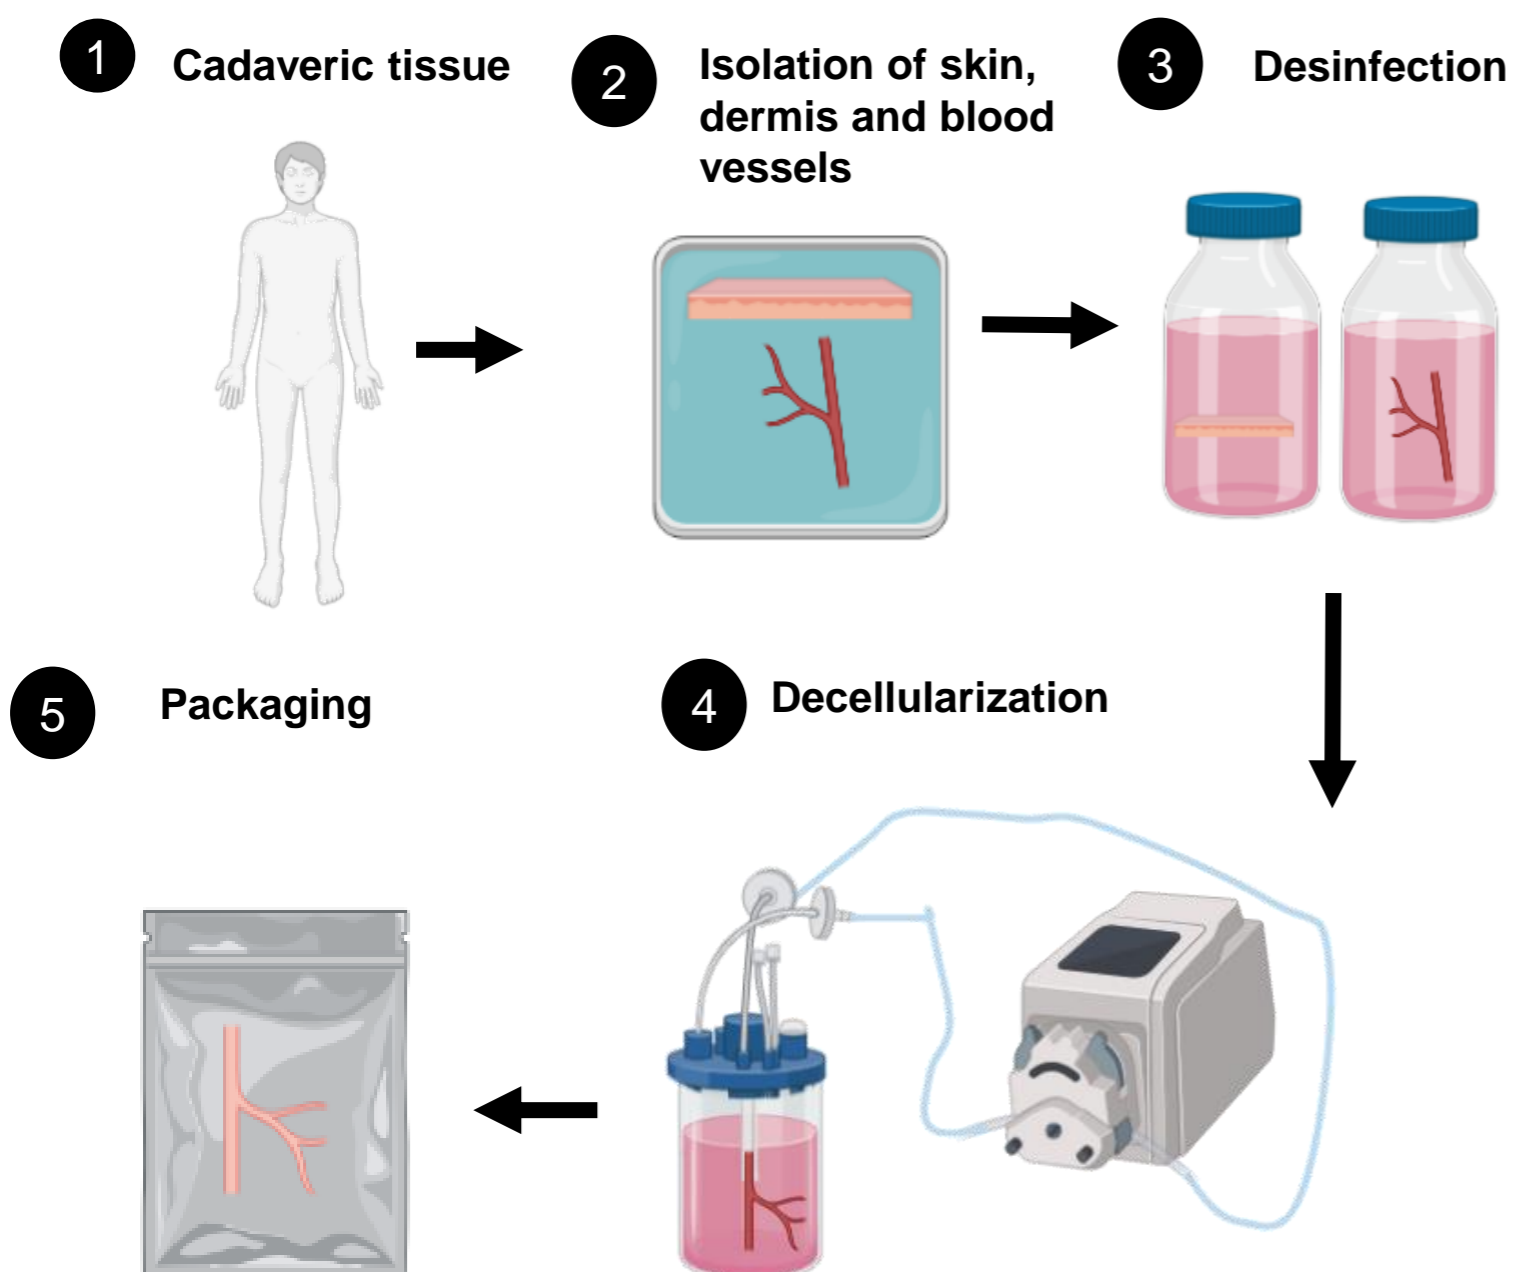 1 Cadaveric tissue
2 Isolation of skin,
dermis and blood
vessels
3 Desinfection
5 Packaging
4 Decellularization